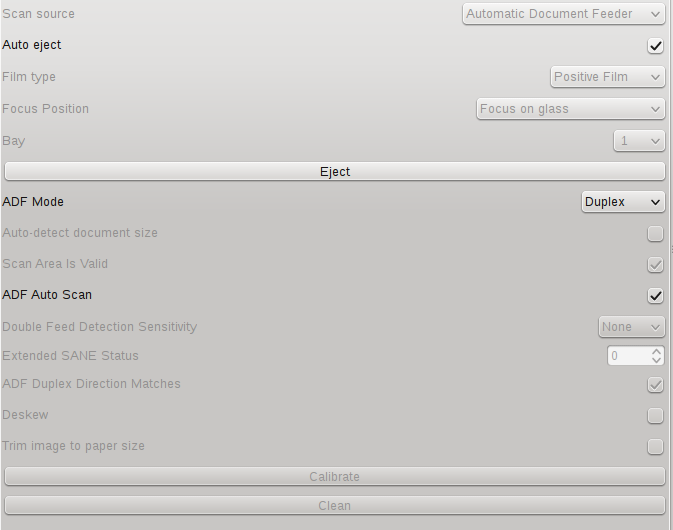 Scan source Automatic Document Feeder
Auto eject
Film type Positive Film
Focus Position Focus on glass
Bay 1
Eject
ADF Mode Duplex
Auto-detect document size
Scan Area Is Valid
ADF Auto Scan
Double Feed Detection Sensitivity None
Extended SANE Status 0
ADF Duplex Direction Matches
Deskew
Trim image to paper size
Calibrate
Clean